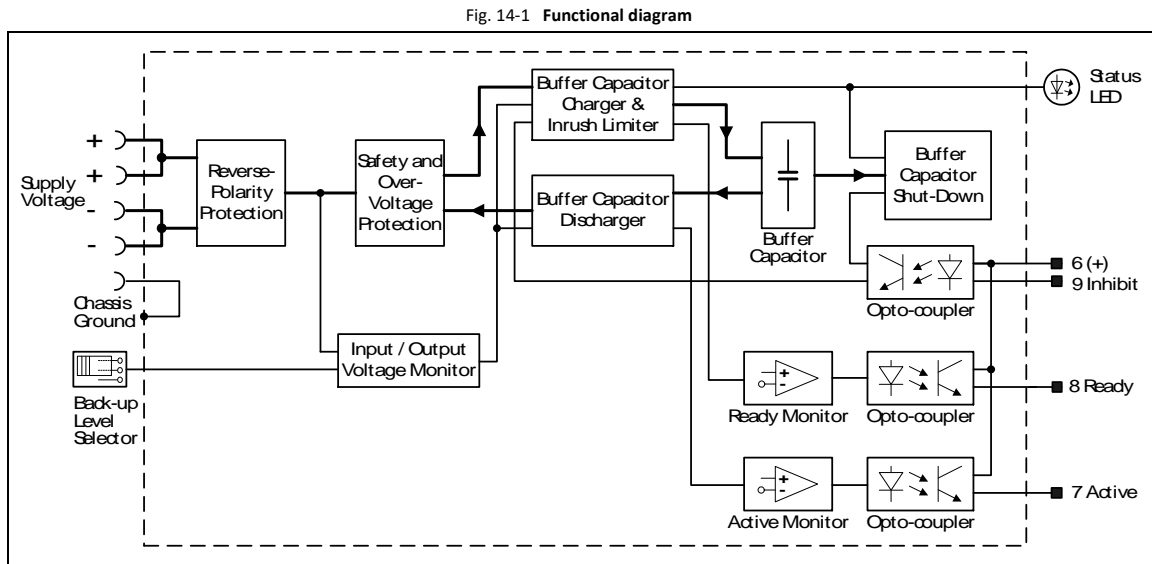 Fig. 14-1 Functional diagram
Buffer Capacitor
Charger &
Inrush Limiter
Status
LED
+
+
-
-
Supply
Voltage
Reverse-
Polarity
Protection
Safety and
Over-
Voltage
Protection
Buffer Capacitor
Discharger
Buffer
Capacitor
Buffer
Capacitor
Shut-Down
Chassis
Ground
Opto-coupler
6 (+)
9 Inhibit
Input / Output
Voltage Monitor
Back-up
Level
Selector
+
-
Ready Monitor
Opto-coupler
8 Ready
+
-
Active Monitor
Opto-coupler
7 Active